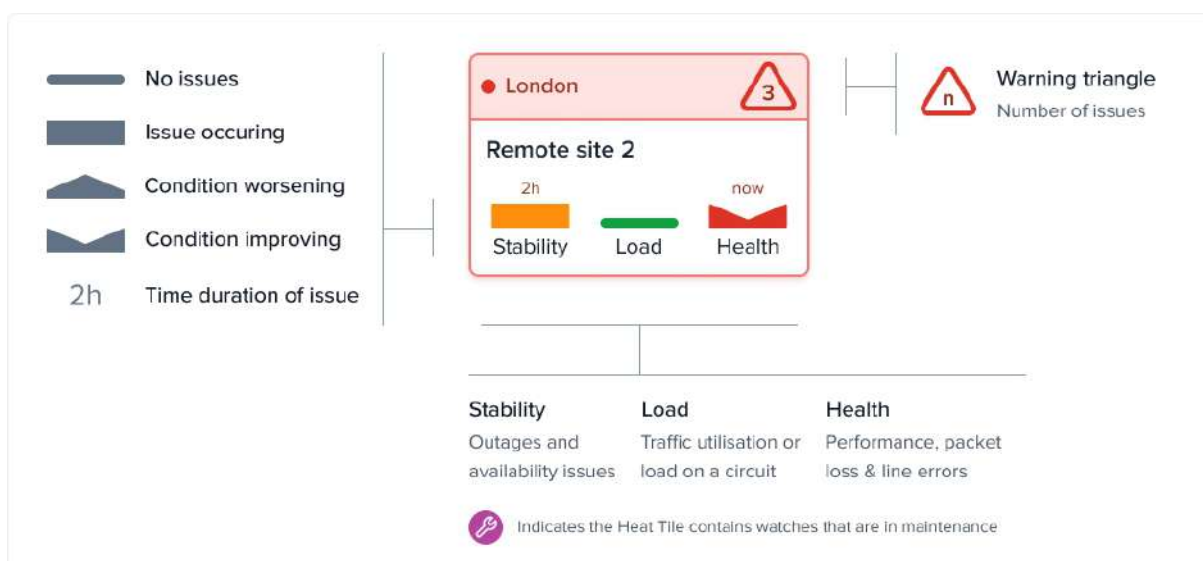 No issues
Issue occuring
Condition worsening
Condition improving
2h Time duration of issue
London
3
Remote site 2
2h now
Stability Load Health
n
Warning triangle
Number of issues
Stability
Outages and
availability issues
Load
Traffic utilisation or
load on a circuit
Health
Performance, packet
loss & line errors
Indicates the Heat Tile contains watches that are in maintenance